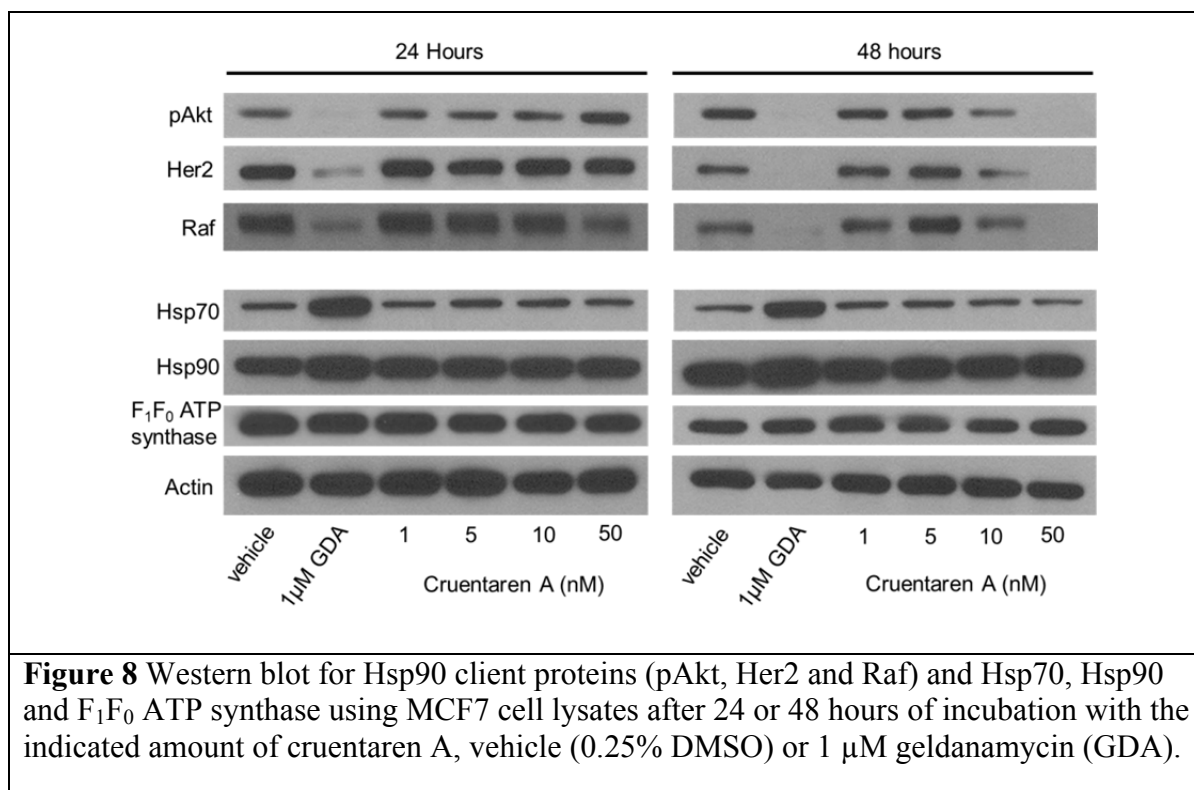 24 Hours 48 hours
pAkt
Her2
Raf
Hsp70
Hsp90
F₁F₀ ATP
synthase
Actin
vehicle 1µM GDA 1 5 10 50 vehicle 1µM GDA 1 5 10 50
Cruentaren A (nM) Cruentaren A (nM)
Figure 8 Western blot for Hsp90 client proteins (pAkt, Her2 and Raf) and Hsp70, Hsp90
and F₁F₀ ATP synthase using MCF7 cell lysates after 24 or 48 hours of incubation with the
indicated amount of cruentaren A, vehicle (0.25% DMSO) or 1 µM geldanamycin (GDA).